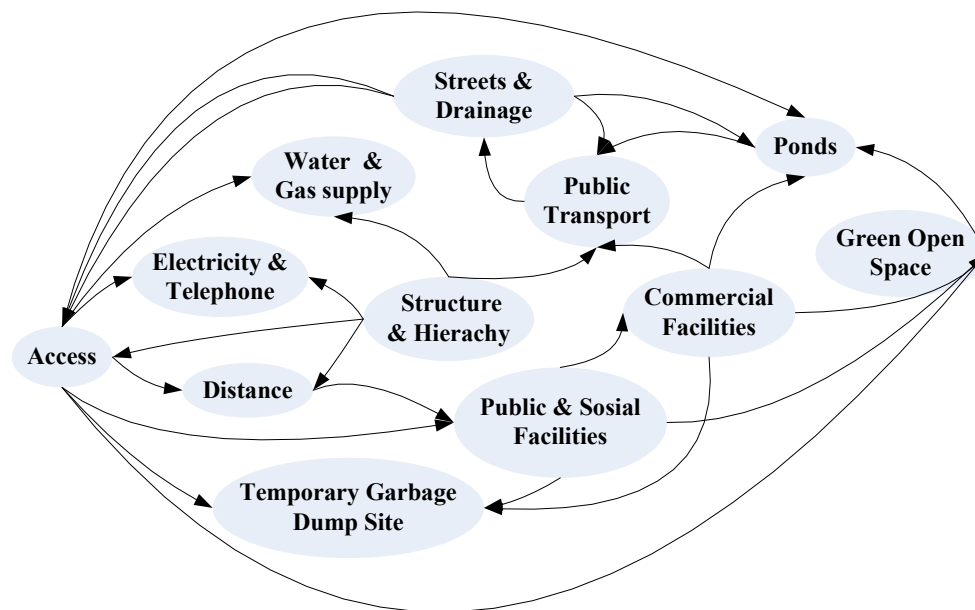 Streets &
Drainage
Ponds
Water &
Gas supply
Public
Transport
Green Open
Space
Electricity &
Telephone
Structure
& Hierachy
Commercial
Facilities
Access
Distance
Public & Sosial
Facilities
Temporary Garbage
Dump Site